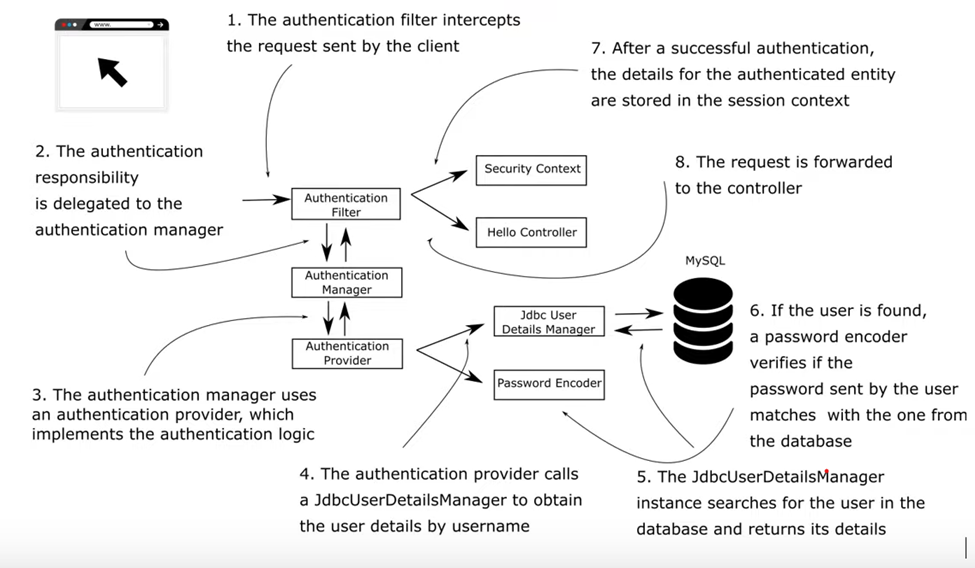 www.
1. The authentication filter intercepts
the request sent by the client
7. After a successful authentication,
the details for the authenticated entity
are stored in the session context
2. The authentication
responsibility
is delegated to the
authentication manager
Security Context
8. The request is forwarded
to the controller
Authentication
Filter
Hello Controller
Authentication
Manager
MySQL
Jdbc User
Details Manager
6. If the user is found,
a password encoder
verifies if the
password sent by the user
matches with the one from
the database
Authentication
Provider
Password Encoder
3. The authentication manager uses
an authentication provider, which
implements the authentication logic
4. The authentication provider calls
a JdbcUserDetailsManager to obtain
the user details by username
5. The JdbcUserDetailsManager
instance searches for the user in the
database and returns its details